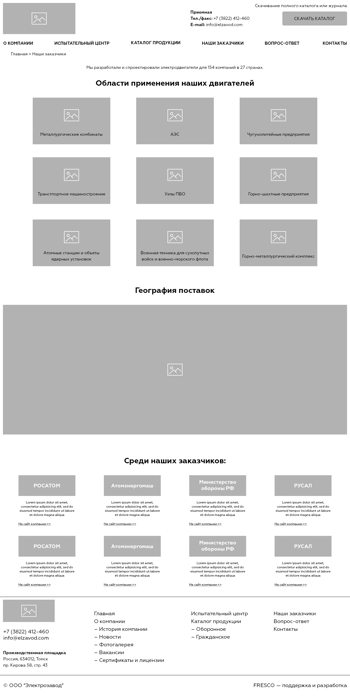 Скачивание полного каталога или журнала
Приемная
Тел./факс: +7 (3822) 412-460
E-mail: info@elzavod.com
СКАЧАТЬ КАТАЛОГ
О КОМПАНИИ ИСПЫТАТЕЛЬНЫЙ ЦЕНТР КАТАЛОГ ПРОДУКЦИИ НАШИ ЗАКАЗЧИКИ ВОПРОС-ОТВЕТ КОНТАКТЫ
Главная > Наши заказчики
Мы разработали и спроектировали электродвигатели для 154 компаний в 27 странах.
Области применения наших двигателей
Металлургические комбинаты
АЗС
Чугунолитейные предприятия
Транспортное машиностроение
Узлы ПВО
Горно-шахтные предприятия
Атомные станции и объекты
ядерных установок
Военная техника для сухопутных
войск и военно-морского флота
Горно-металлургический комплекс
География поставок
Среди наших заказчиков:
РОСАТОМ
Атомэнергомаш
Министерство
обороны РФ
РУСАЛ
Lorem ipsum dolor sit amet,
consectetur adipiscing elit, sed do
eiusmod tempor incididunt ut labore
et dolore magna aliqua
На сайт компании >>
Lorem ipsum dolor sit amet,
consectetur adipiscing elit, sed do
eiusmod tempor incididunt ut labore
et dolore magna aliqua
На сайт компании >>
Lorem ipsum dolor sit amet,
consectetur adipiscing elit, sed do
eiusmod tempor incididunt ut labore
et dolore magna aliqua
На сайт компании >>
Lorem ipsum dolor sit amet,
consectetur adipiscing elit, sed do
eiusmod tempor incididunt ut labore
et dolore magna aliqua
На сайт компании >>
РОСАТОМ
Атомэнергомаш
Министерство
обороны РФ
РУСАЛ
Lorem ipsum dolor sit amet,
consectetur adipiscing elit, sed do
eiusmod tempor incididunt ut labore
et dolore magna aliqua
На сайт компании >>
Lorem ipsum dolor sit amet,
consectetur adipiscing elit, sed do
eiusmod tempor incididunt ut labore
et dolore magna aliqua
На сайт компании >>
Lorem ipsum dolor sit amet,
consectetur adipiscing elit, sed do
eiusmod tempor incididunt ut labore
et dolore magna aliqua
На сайт компании >>
Lorem ipsum dolor sit amet,
consectetur adipiscing elit, sed do
eiusmod tempor incididunt ut labore
et dolore magna aliqua
На сайт компании >>
+7 (3822) 412-460
info@elzavod.com
Производственная площадка
Россия, 634012, Томск
пр. Кирова 58, стр. 43
Главная
О компании
— История компании
— Новости
— Фотогалерея
— Вакансии
— Сертификаты и лицензии
Испытательный центр
Каталог продукции
— Оборонное
— Гражданское
Наши заказчики
Вопрос-ответ
Контакты
© ООО "Электрозавод"
FRESCO — поддержка и разработка